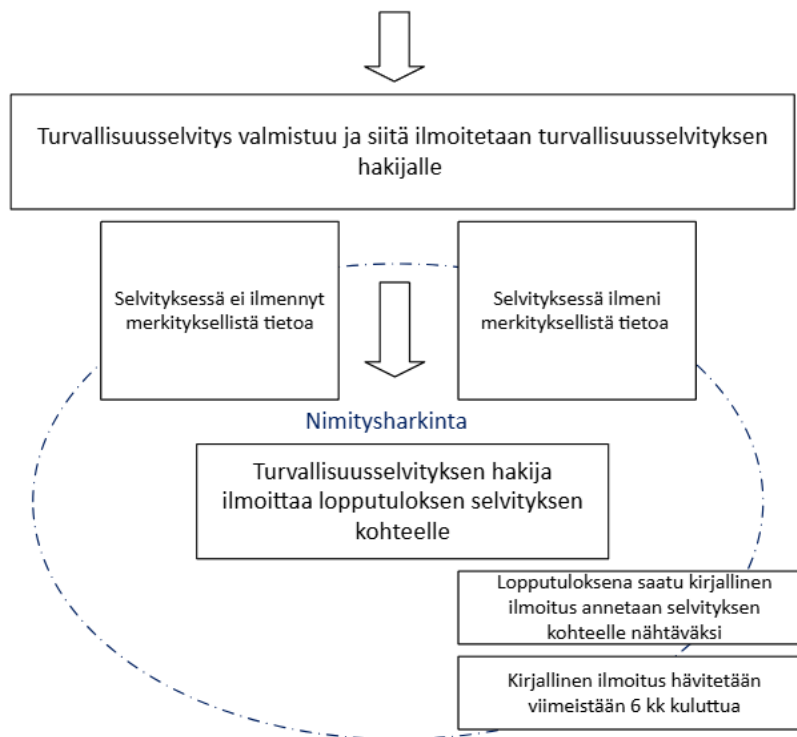 Turvallisuusselvitys valmistuu ja siitä ilmoitetaan turvallisuusselvityksen
hakijalle
Selvityksessä ei ilmennyt
merkityksellistä tietoa
Selvityksessä ilmeni
merkityksellistä tietoa
Nimitysharkinta
Turvallisuusselvityksen hakija
ilmoittaa lopputuloksen selvityksen
kohteelle
Lopputuloksena saatu kirjallinen
ilmoitus annetaan selvityksen
kohteelle nähtäväksi
Kirjallinen ilmoitus hävitetään
viimeistään 6 kk kuluttua